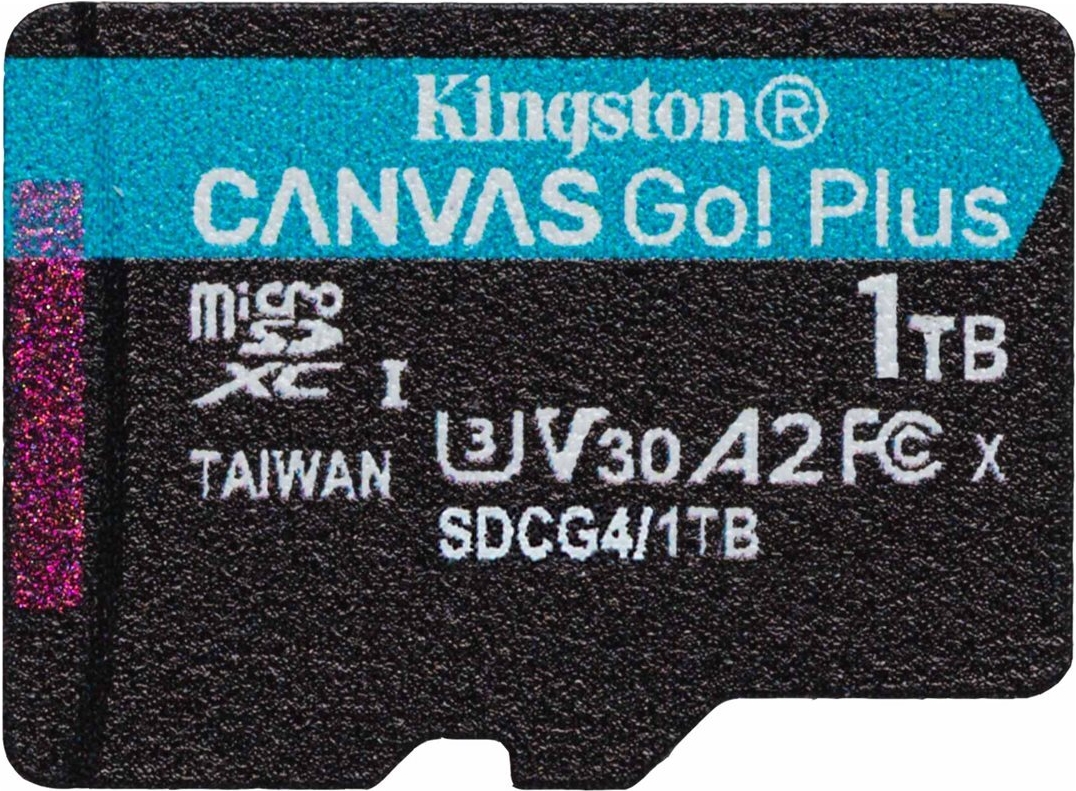 Kingston®
CANVAS Go! Plus
micro SD XC I
1TB
TAIWAN
U3 V30 A2 FC X
SDCG4/1TB